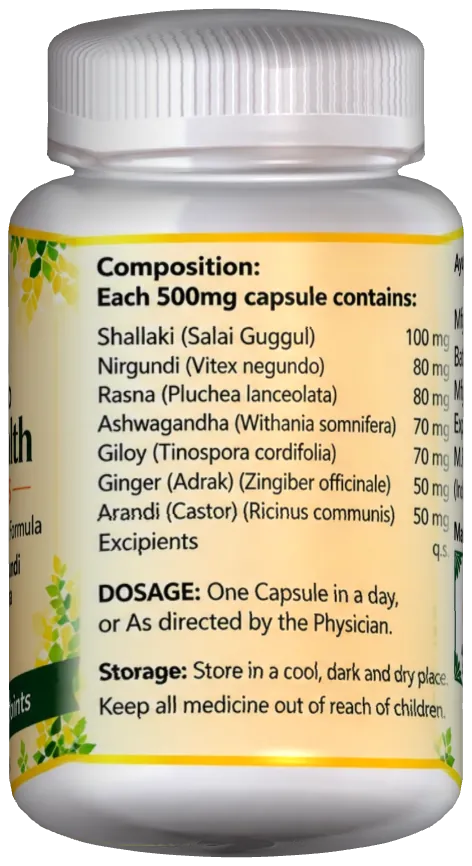 Composition:
Each 500mg capsule contains:
Shallaki (Salai Guggul) 100 mg
Nirgundi (Vitex negundo) 80 mg
Rasna (Pluchea lanceolata) 80 mg
Ashwagandha (Withania somnifera) 70 mg
Giloy (Tinospora cordifolia) 70 mg
Ginger (Adrak) (Zingiber officinale) 50 mg
Arandi (Castor) (Ricinus communis) 50 mg
Excipients q.s.
DOSAGE: One Capsule in a day,
or As directed by the Physician.
Storage: Store in a cool, dark and dry place.
Keep all medicine out of reach of children.
Formula